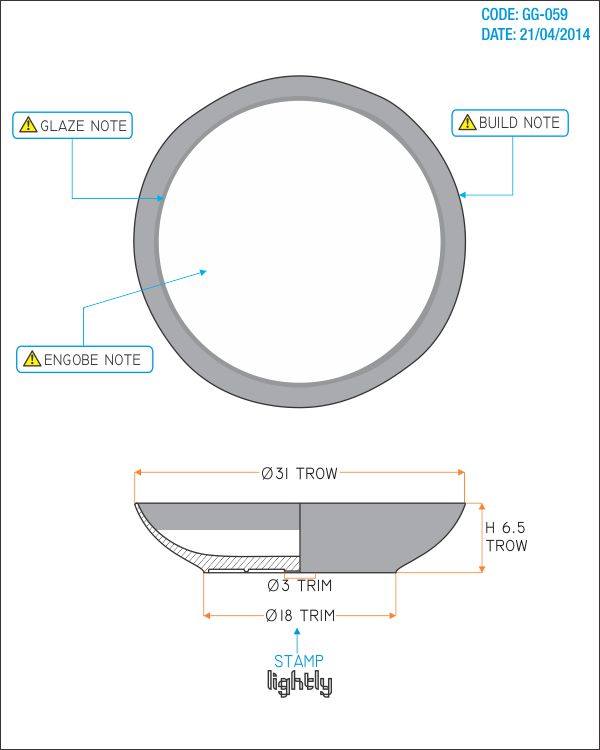 CODE: GG-059
DATE: 21/04/2014
GLAZE NOTE
BUILD NOTE
ENGOBE NOTE
Ø31 TROW
H 6.5
TROW
Ø3 TRIM
Ø18 TRIM
STAMP
lightly